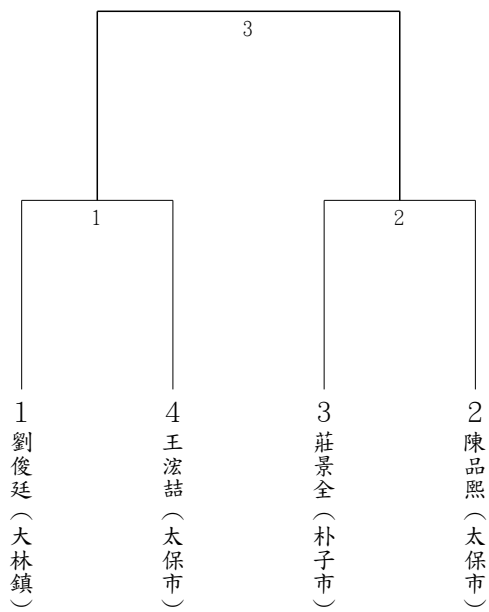 3
1
2
1 劉俊廷（大林鎮）
4 王浤喆（太保市）
3 莊景全（朴子市）
2 陳品熙（太保市）